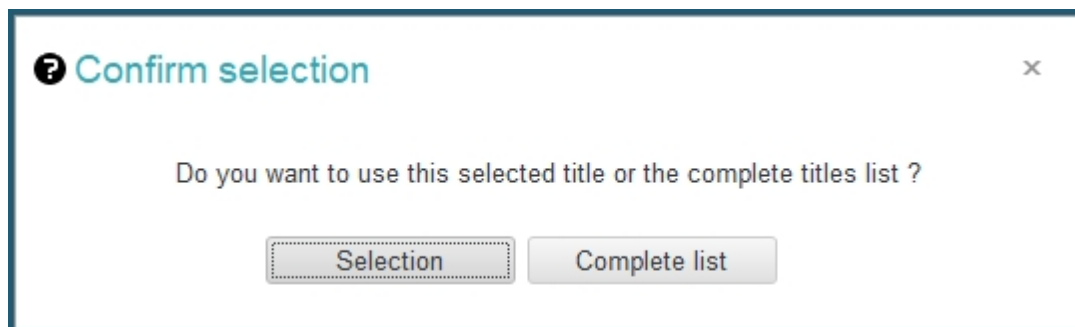 Confirm selection
Do you want to use this selected title or the complete titles list ?
Selection Complete list